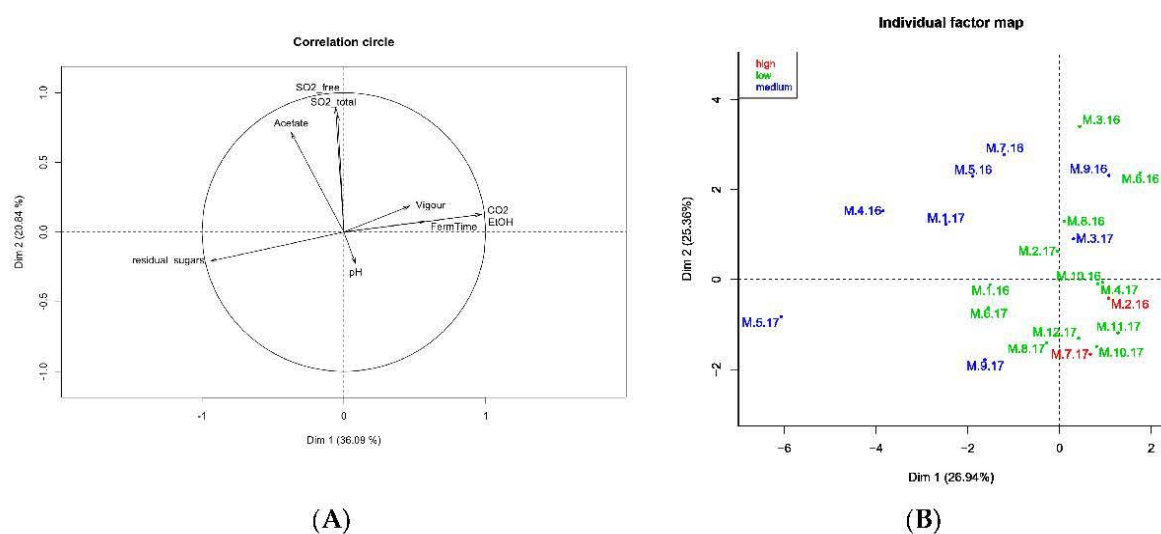 Correlation circle
SO2_free
SO2_total
Acetate
Vigour
CO2
EtOH
FermTime
residual_sugars
pH
Dim 2 (20.84 %)
1.0
0.5
0.0
-0.5
-1.0
-1
0
1
Dim 1 (36.09 %)
(A)
Individual factor map
high
low
medium
M.3.16
M.7.16
M.5.16
M.9.16
M.6.16
M.4.16
M.1.17
M.8.16
M.3.17
M.2.17
M.10.16
M.1.16
M.4.17
M.2.16
M.6.17
M.5.17
M.12.17
M.11.17
M.8.17
M.7.17
M.10.17
M.9.17
Dim 2 (25.36%)
4
2
0
-2
-6
-4
-2
0
2
Dim 1 (26.94%)
(B)